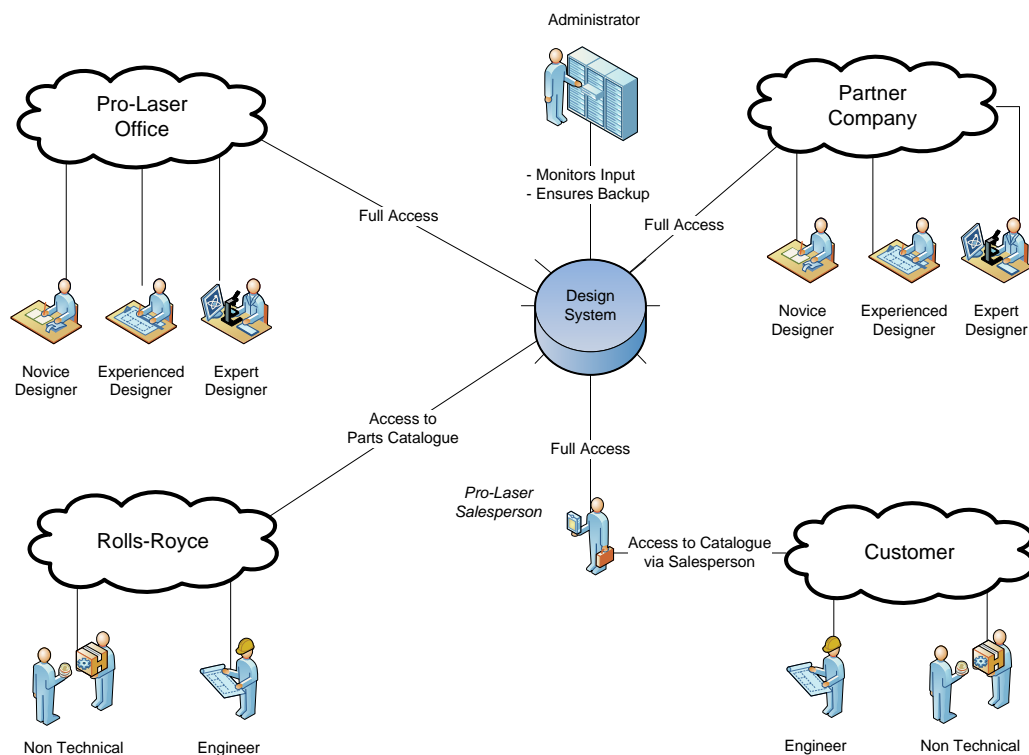 Administrator
Pro-Laser
Office
Partner
Company
- Monitors Input
- Ensures Backup
Full Access
Full Access
Design
System
Novice
Designer
Experienced
Designer
Expert
Designer
Novice
Designer
Experienced
Designer
Expert
Designer
Access to
Parts Catalogue
Full Access
Pro-Laser
Salesperson
Rolls-Royce
Access to Catalogue
via Salesperson
Customer
Non Technical
Engineer
Engineer
Non Technical